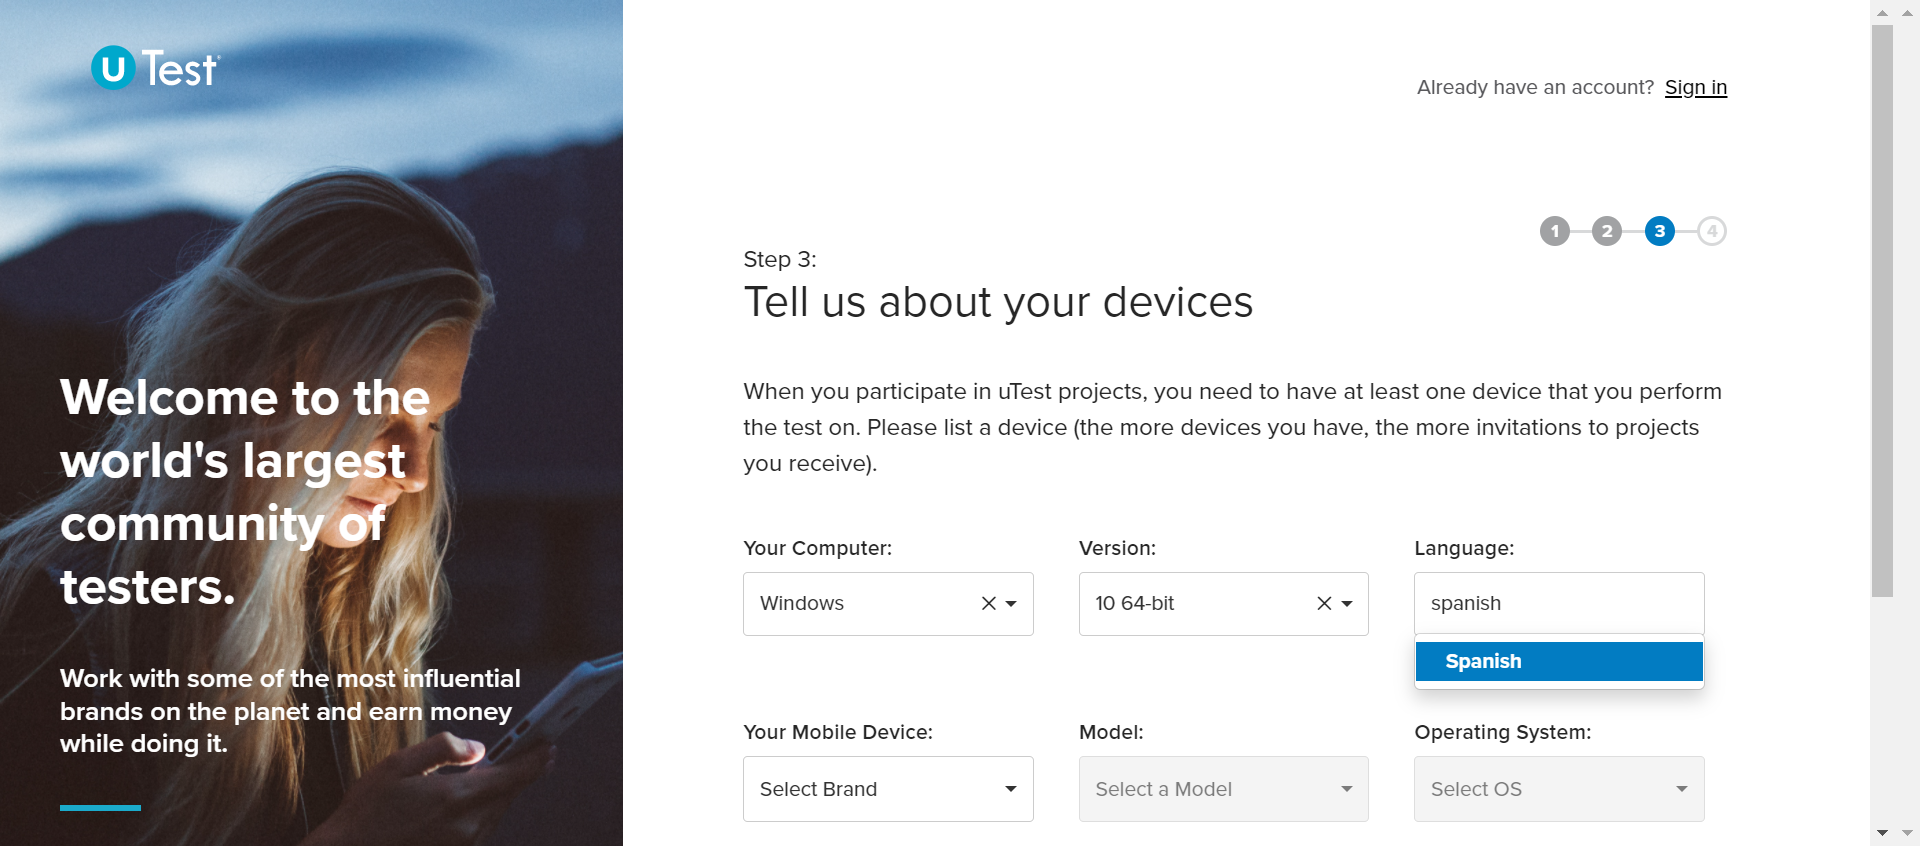 u Test
Welcome to the
world's largest
community of
testers.
Work with some of the most influential
brands on the planet and earn money
while doing it.
Already have an account? Sign in
1 2 3 4
Step 3:
Tell us about your devices
When you participate in uTest projects, you need to have at least one device that you perform
the test on. Please list a device (the more devices you have, the more invitations to projects
you receive).
Your Computer: Version: Language:
Windows 10 64-bit spanish
Spanish
Your Mobile Device: Model: Operating System:
Select Brand Select a Model Select OS